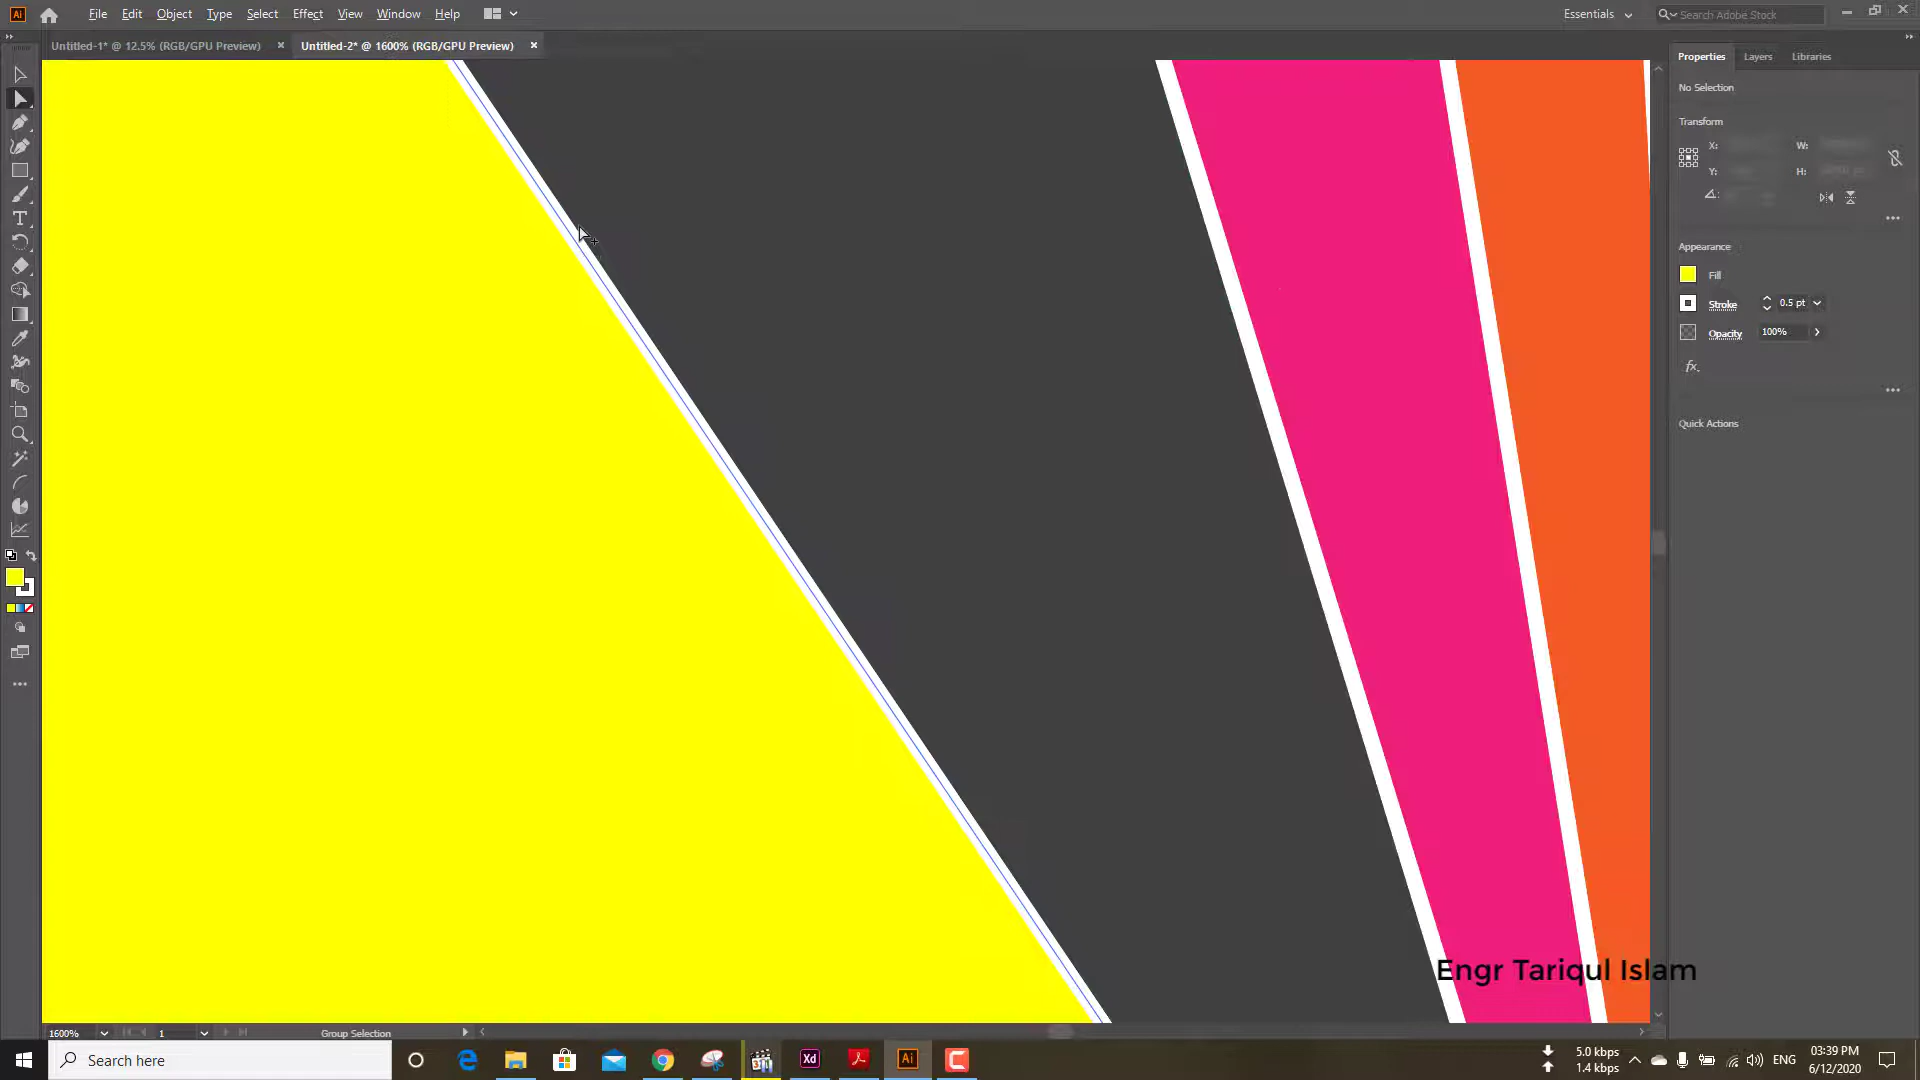 Ai File Edit Object Type Select Effect View Window Help Essentials Search Adobe Stock
Untitled-1* @ 12.5% (RGB/GPU Preview) × Untitled-2* @ 1600% (RGB/GPU Preview) ×
Properties Layers Libraries
No Selection
Transform
X: W:
Y: H:
Appearance
Fill
Stroke 0.5 pt
Opacity 100%
fx.
Quick Actions
Engr Tariqul Islam
1600% 1 Group Selection
Search here
Xd Ai
5.0 kbps
1.4 kbps
ENG
03:39 PM
6/12/2020